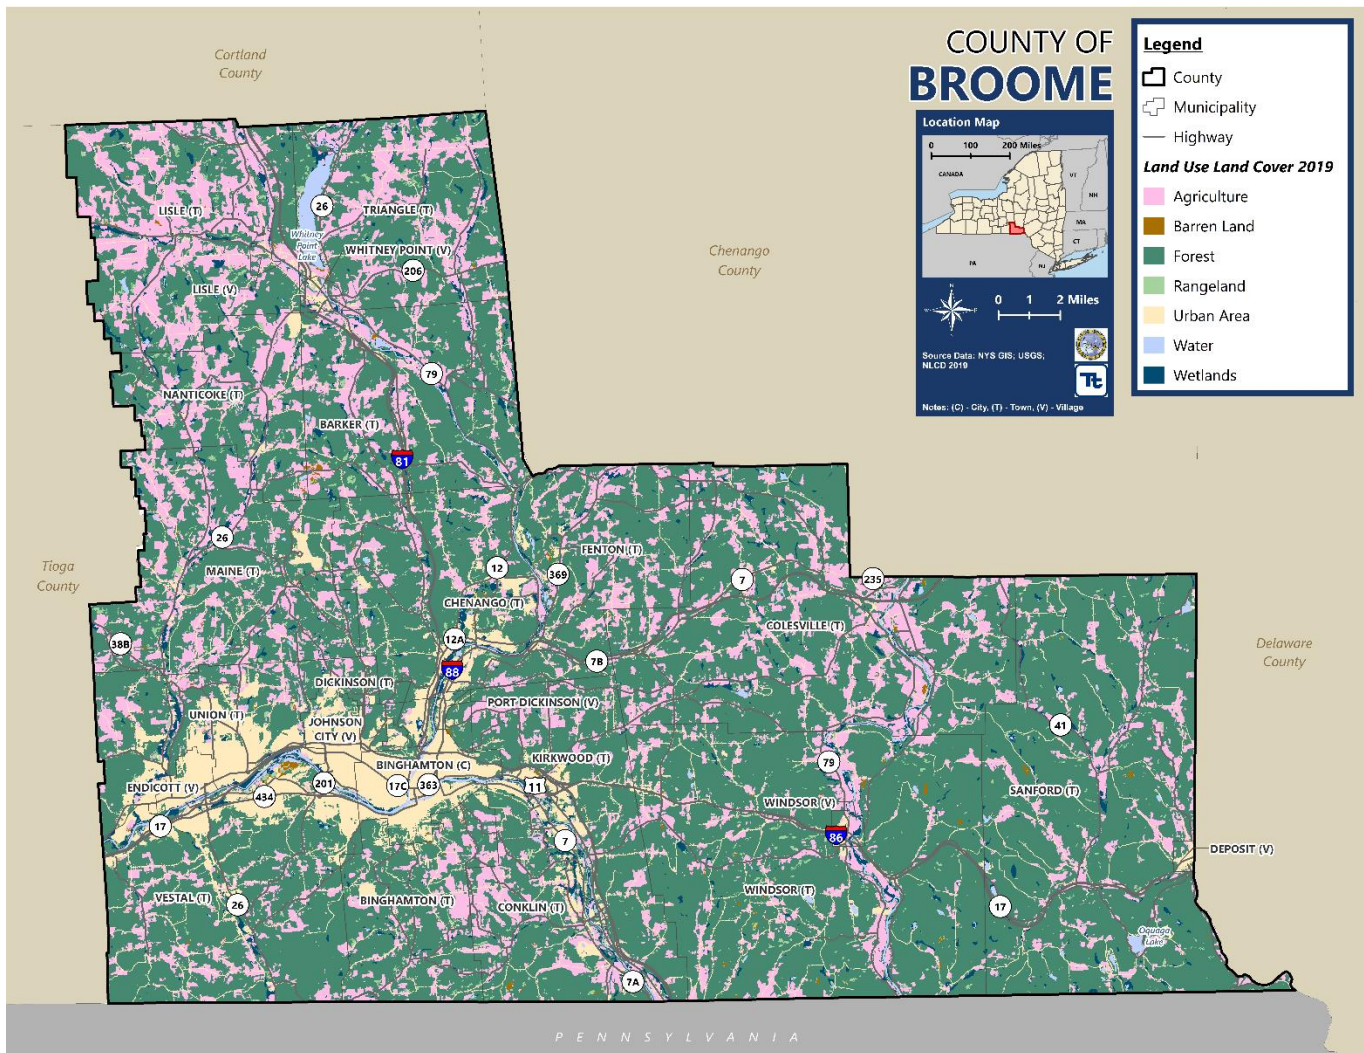 COUNTY OF
BROOME
Location Map
0 100 200 Miles
CANADA
VT
NH
MA
CT
PA
NJ
N
0 1 2 Miles
Source Data: NYS GIS; USGS;
NLCD 2019
Tt
Notes: (C) - City, (T) - Town, (V) - Village
Legend
County
Municipality
Highway
Land Use Land Cover 2019
Agriculture
Barren Land
Forest
Rangeland
Urban Area
Water
Wetlands
Cortland
County
Chenango
County
Tioga
County
Delaware
County
PENNSYLVANIA
LISLE (T)
26
TRIANGLE (T)
Whitney
Point
Lake
WHITNEY POINT (V)
206
LISLE (V)
79
NANTICOKE (T)
BARKER (T)
81
26
MAINE (T)
12
369
FENTON (T)
7
235
CHENANGO (T)
COLESVILLE (T)
38B
12A
7B
88
DICKINSON (T)
PORT DICKINSON (V)
UNION (T)
JOHNSON
CITY (V)
41
BINGHAMTON (C)
KIRKWOOD (T)
79
ENDICOTT (V)
434
201
17C
363
11
WINDSOR (V)
SANFORD (T)
17
7
86
DEPOSIT (V)
VESTAL (T)
26
BINGHAMTON (T)
CONKLIN (T)
WINDSOR (T)
17
Oquaga
Lake
7A